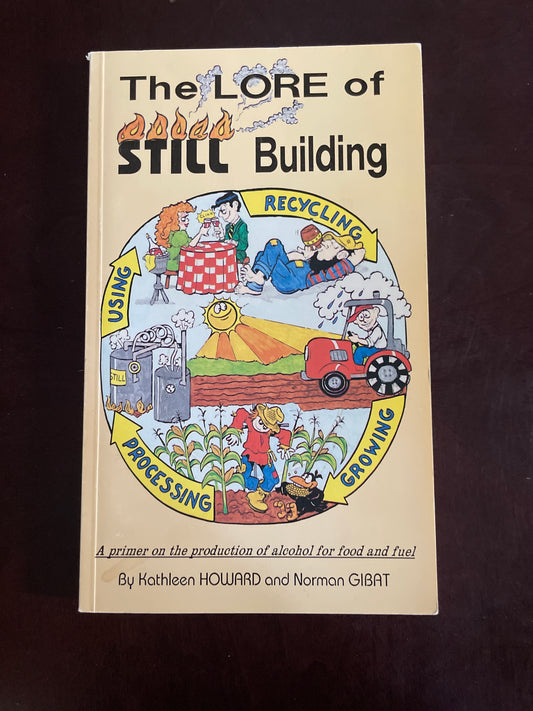 The LORE of
STILL Building
RECYCLING
USING
STILL
PROCESSING
GROWING
A primer on the production of alcohol for food and fuel
By Kathleen HOWARD and Norman GIBAT